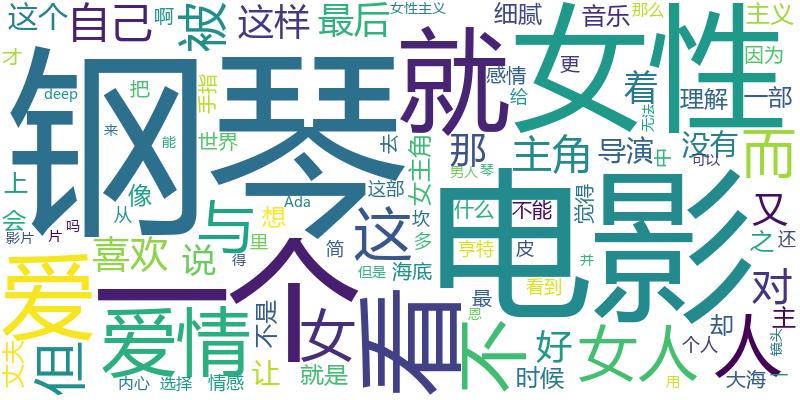 这个
自己
啊
被
这样
最后
女性主义
细腻
音乐
那么
主义
才
deep
把
手指
钢琴
就
感情
给
更
女性
着
因为
理解
一部
无法
来
能
世界
去
女主角
那
主角
导演
中
没有
可以
而
上
会
像
从
Ada
这部
男人
琴
电影
什么
不能
觉得
又
之
还
影片
片
吗
喜欢
与
说
想
里
得
这
坎
多
简
但是
海底
亨特
皮
看到
并
对
主
爱
一个
爱情
女
看
不
最
恩
好
女人
却
个人
人
镜头
一
丈夫
但
不是
内心
选择
情感
让
就是
时候
用
大海